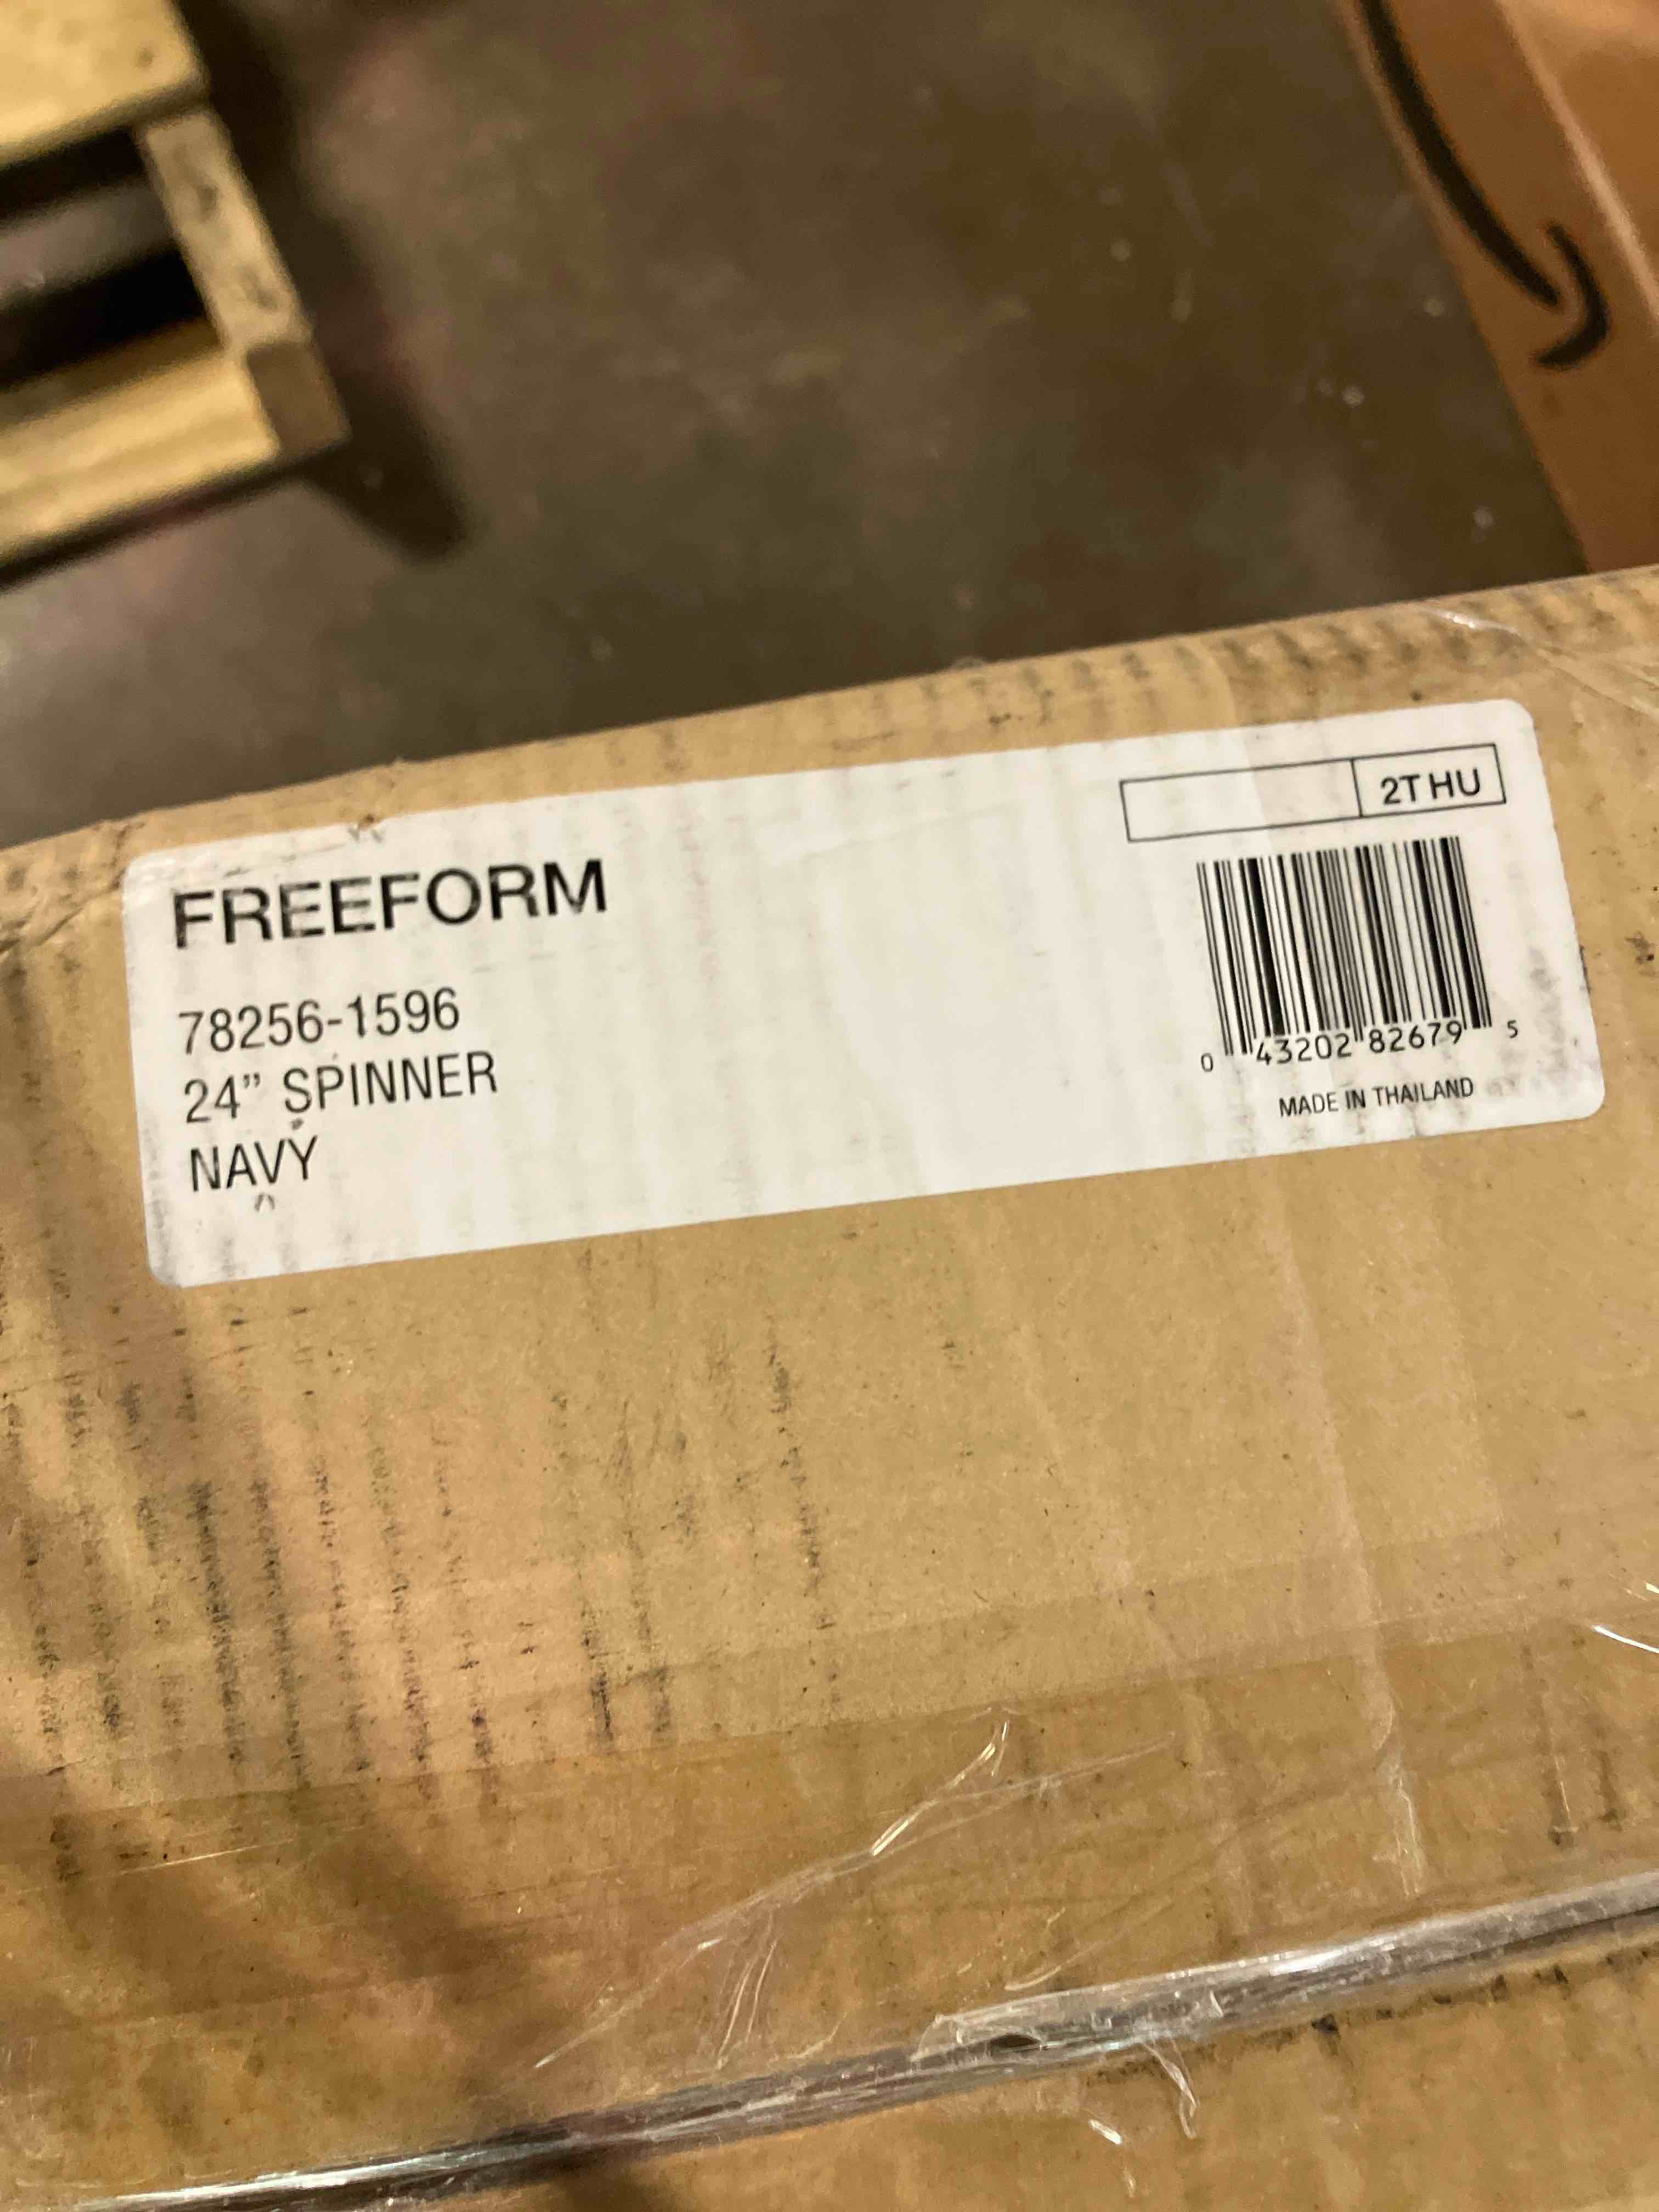 2T HU
FREEFORM
78256-1596
24" SPINNER
NAVY
0 43202 82679 5
MADE IN THAILAND